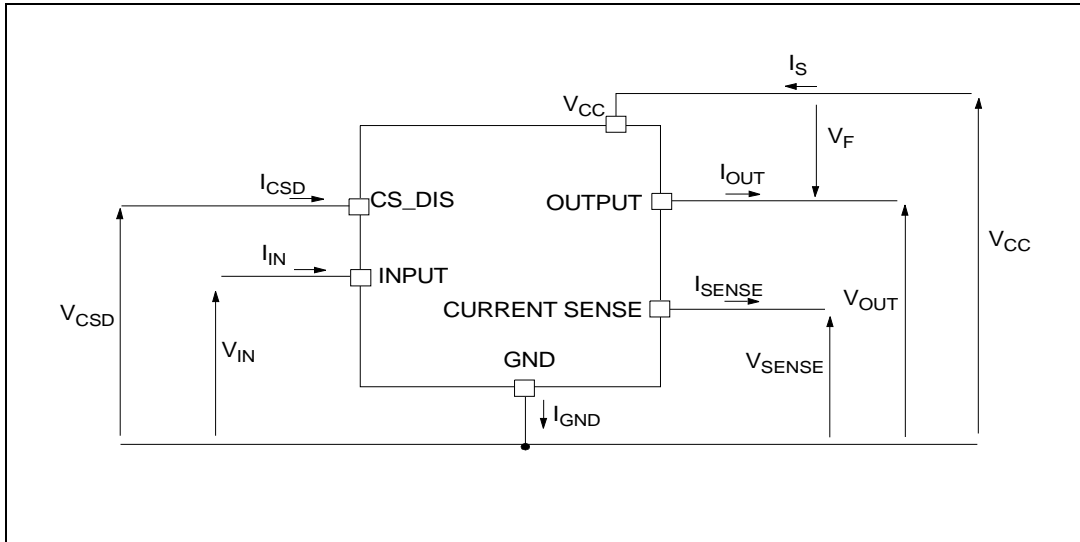 I_S
V_CC
V_F
I_CSD
I_OUT
CS_DIS
OUTPUT
V_CC
I_IN
INPUT
I_SENSE
V_CSD
CURRENT SENSE
V_OUT
V_IN
GND
V_SENSE
I_GND